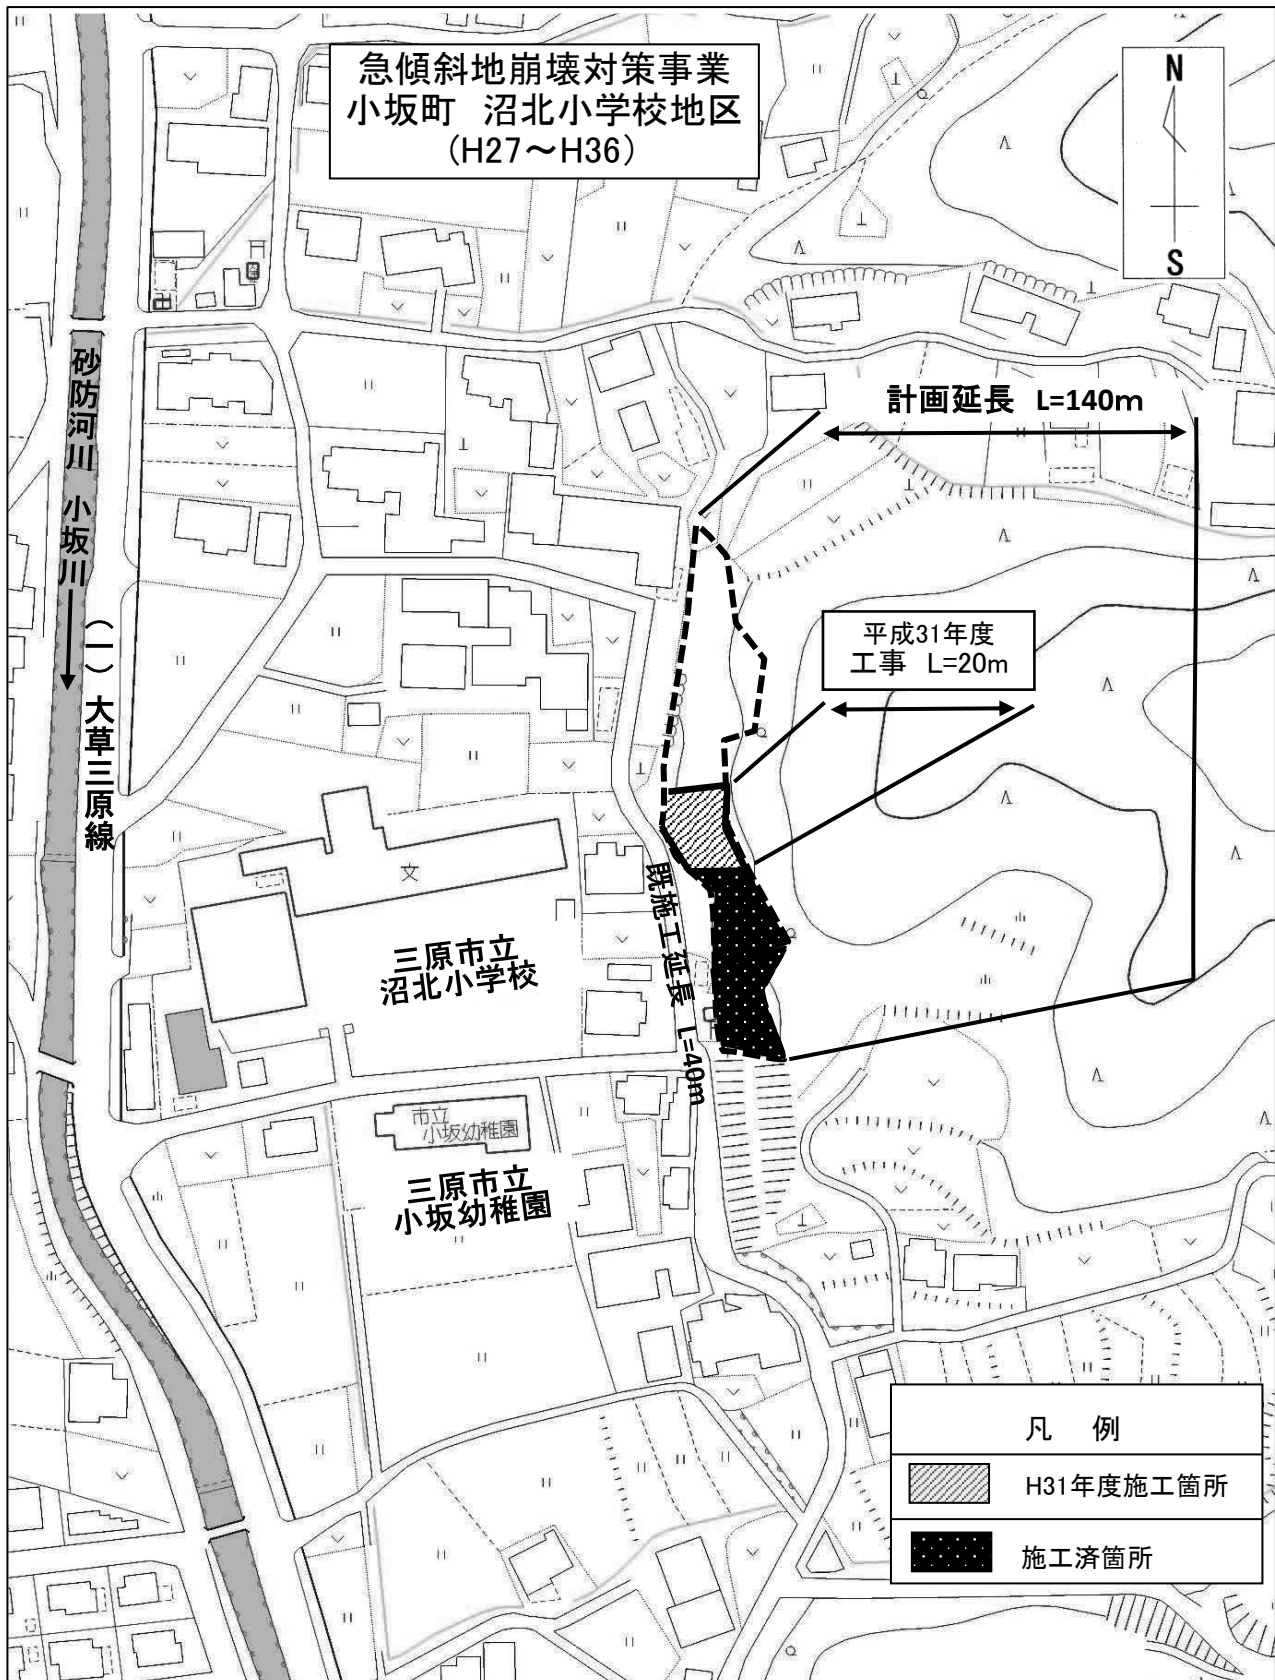 急傾斜地崩壊対策事業
小坂町 沼北小学校地区
(H27～H36)
N
S
計画延長 L=140m
砂防河川 小坂川
(一)大草三原線
平成31年度
工事 L=20m
既施工延長 L=40m
文
三原市立
沼北小学校
市立
小坂幼稚園
三原市立
小坂幼稚園
凡 例
H31年度施工箇所
施工済箇所